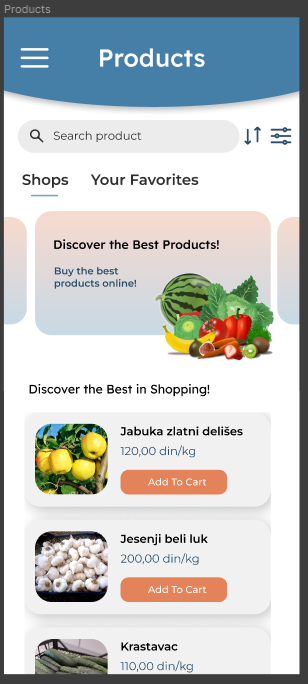 Products
Products
Search product
Shops
Your Favorites
Discover the Best Products!
Buy the best
products online!
Discover the Best in Shopping!
Jabuka zlatni delišes
120,00 din/kg
Add To Cart
Jesenji beli luk
200,00 din/kg
Add To Cart
Krastavac
110,00 din/kg